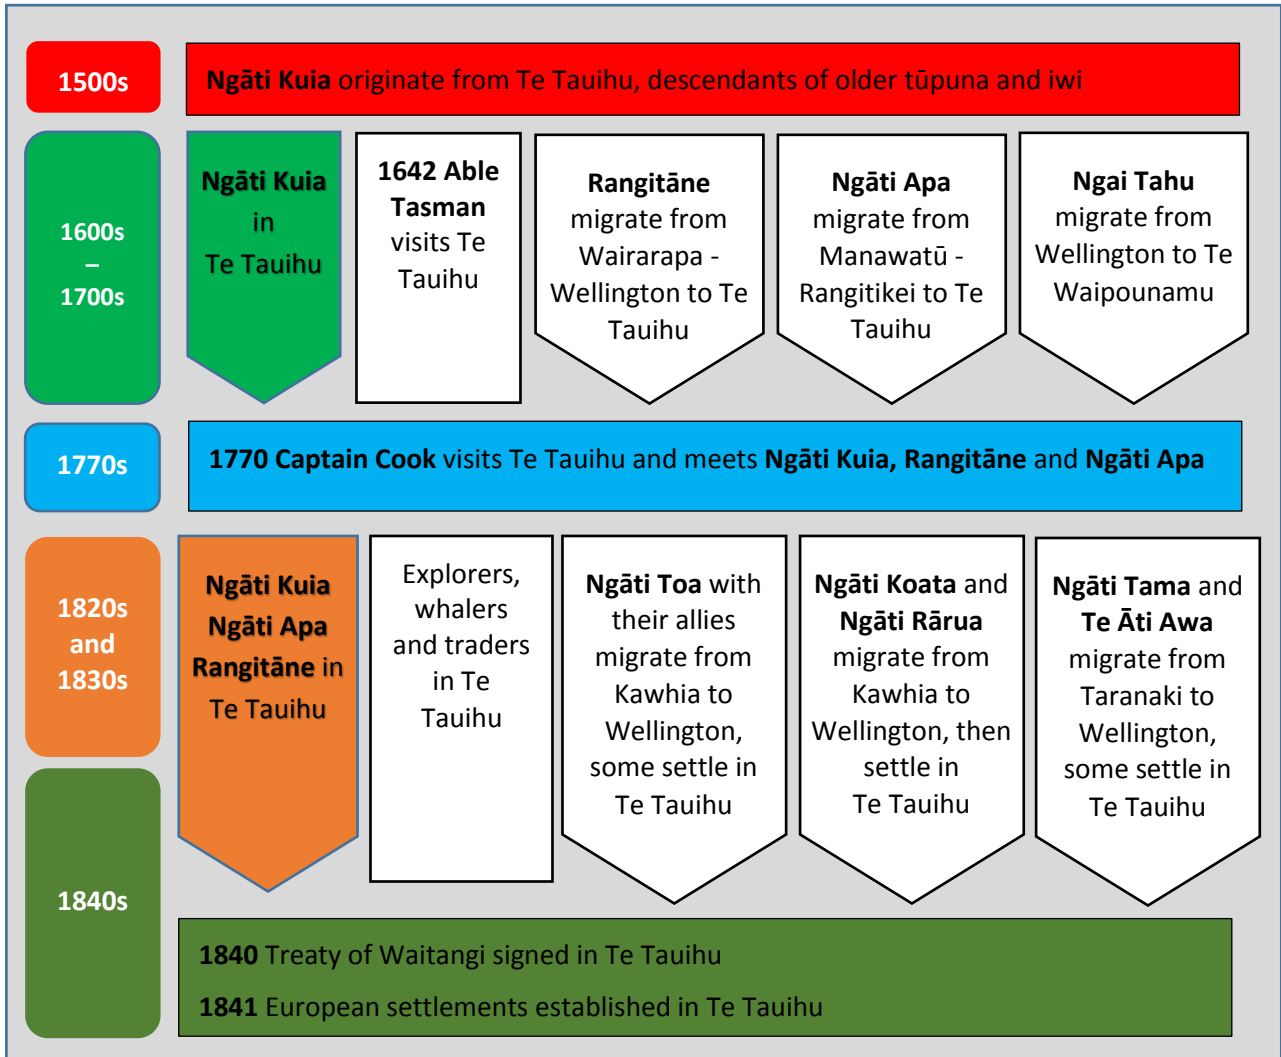 1500s
Ngāti Kuia originate from Te Tauihu, descendants of older tūpuna and iwi
1600s
–
1700s
Ngāti Kuia
in
Te Tauihu
1642 Able
Tasman
visits Te
Tauihu
Rangitāne
migrate from
Wairarapa -
Wellington to Te
Tauihu
Ngāti Apa
migrate from
Manawatū -
Rangitikei to Te
Tauihu
Ngai Tahu
migrate from
Wellington to Te
Waipounamu
1770s
1770 Captain Cook visits Te Tauihu and meets Ngāti Kuia, Rangitāne and Ngāti Apa
1820s
and
1830s
Ngāti Kuia
Ngāti Apa
Rangitāne in
Te Tauihu
Explorers,
whalers
and traders
in Te
Tauihu
Ngāti Toa with
their allies
migrate from
Kawhia to
Wellington,
some settle in
Te Tauihu
Ngāti Koata and
Ngāti Rārua
migrate from
Kawhia to
Wellington, then
settle in
Te Tauihu
Ngāti Tama and
Te Āti Awa
migrate from
Taranaki to
Wellington,
some settle in
Te Tauihu
1840s
1840 Treaty of Waitangi signed in Te Tauihu
1841 European settlements established in Te Tauihu